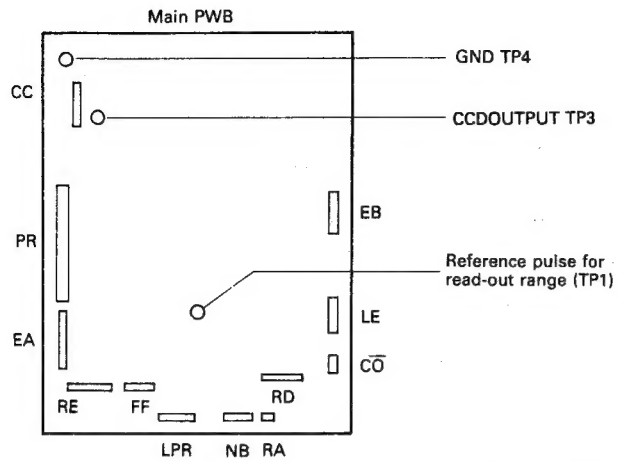 Main PWB
GND TP4
CC
CCDOUTPUT TP3
EB
PR
Reference pulse for
read-out range (TP1)
LE
EA
C̅O̅
RD
RE
FF
LPR
NB
RA